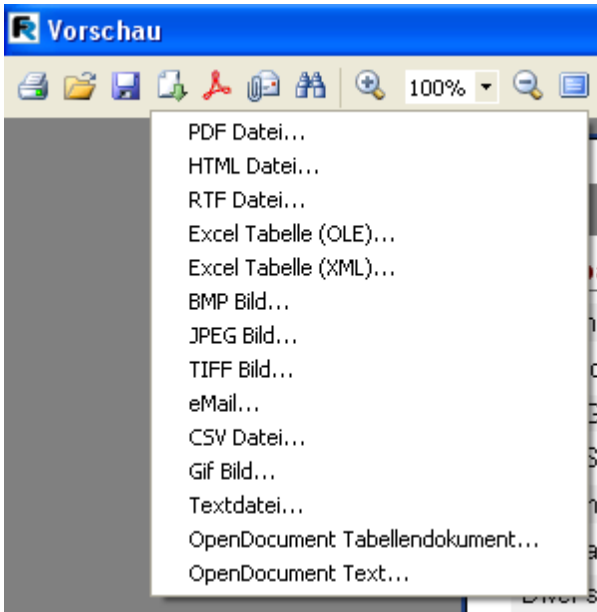 FR Vorschau
100%
PDF Datei...
HTML Datei...
RTF Datei...
Excel Tabelle (OLE)...
Excel Tabelle (XML)...
BMP Bild...
JPEG Bild...
TIFF Bild...
eMail...
CSV Datei...
Gif Bild...
Textdatei...
OpenDocument Tabellendokument...
OpenDocument Text...